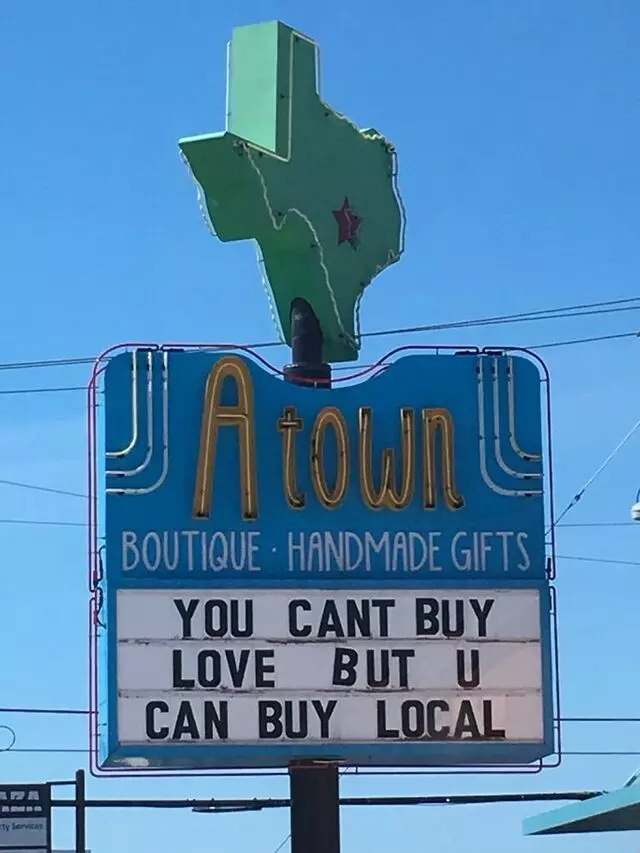 Atown
BOUTIQUE · HANDMADE GIFTS
YOU CANT BUY
LOVE BUT U
CAN BUY LOCAL